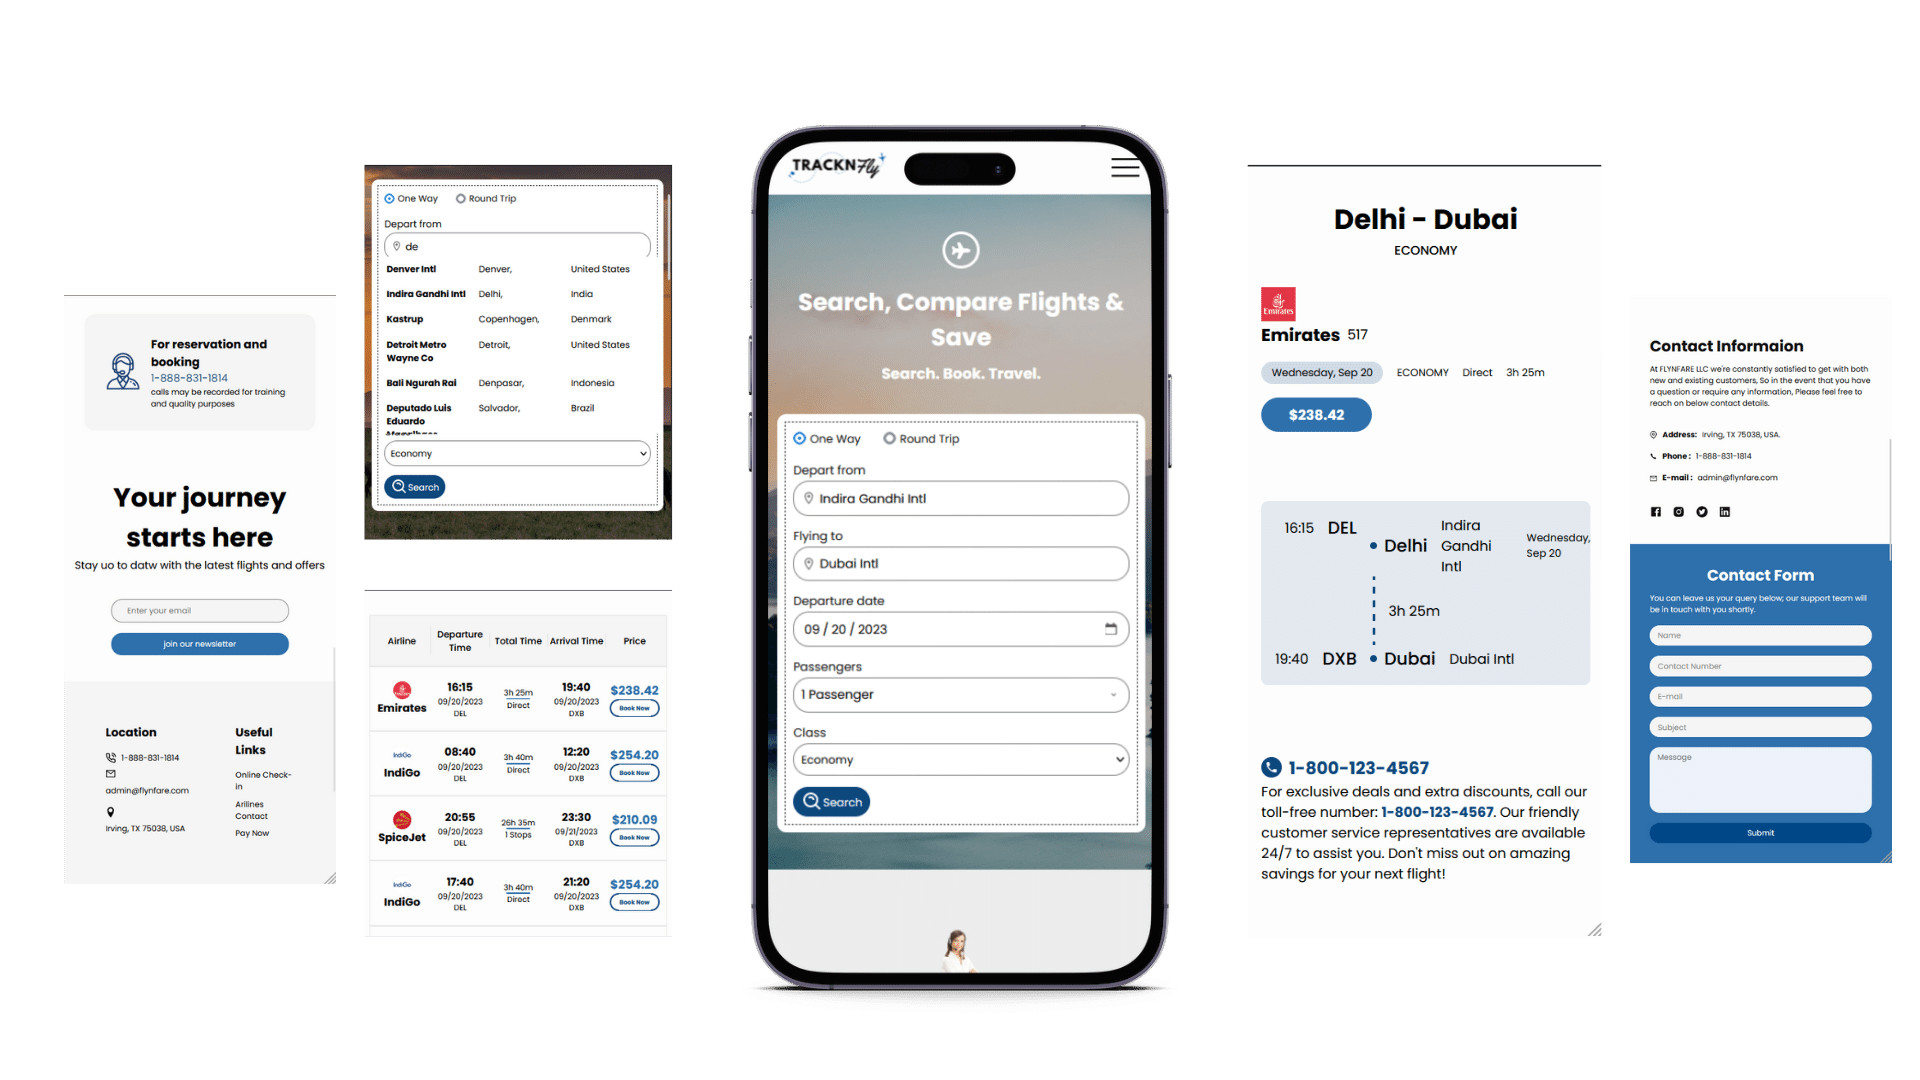 For reservation and
booking
1-888-831-1814
calls may be recorded for training
and quality purposes
Your journey
starts here
Stay uo to datw with the latest flights and offers
Enter your email
join our newsletter
Location
1-888-831-1814
admin@flynfare.com
Irving, TX 75038, USA
Useful
Links
Online Check-
in
Arilines
Contact
Pay Now
One Way Round Trip
Depart from
de
Denver Intl Denver, United States
Indira Gandhi Intl Delhi, India
Kastrup Copenhagen, Denmark
Detroit Metro Detroit, United States
Wayne Co
Bali Ngurah Rai Denpasar, Indonesia
Deputado Luis Salvador, Brazil
Eduardo
Economy
Search
Airline Departure Time Total Time Arrival Time Price
Emirates 16:15 09/20/2023 DEL 3h 25m Direct 19:40 09/20/2023 DXB $238.42 Book Now
IndiGo IndiGo 08:40 09/20/2023 DEL 3h 40m Direct 12:20 09/20/2023 DXB $254.20 Book Now
SpiceJet 20:55 09/20/2023 DEL 26h 35m 1 Stops 23:30 09/21/2023 DXB $210.09 Book Now
IndiGo IndiGo 17:40 09/20/2023 DEL 3h 40m Direct 21:20 09/20/2023 DXB $254.20 Book Now
TRACKNFly
Search, Compare Flights &
Save
Search. Book. Travel.
One Way Round Trip
Depart from
Indira Gandhi Intl
Flying to
Dubai Intl
Departure date
09 / 20 / 2023
Passengers
1 Passenger
Class
Economy
Search
Delhi - Dubai
ECONOMY
Emirates
Emirates 517
Wednesday, Sep 20 ECONOMY Direct 3h 25m
$238.42
16:15 DEL Delhi Indira Gandhi Intl Wednesday, Sep 20
3h 25m
19:40 DXB Dubai Dubai Intl
1-800-123-4567
For exclusive deals and extra discounts, call our
toll-free number: 1-800-123-4567. Our friendly
customer service representatives are available
24/7 to assist you. Don't miss out on amazing
savings for your next flight!
Contact Informaion
At FLYNFARE LLC we're constantly satisfied to get with both
new and existing customers, So in the event that you have
a question or require any information, Please feel free to
reach on below contact details.
Address: Irving, TX 75038, USA.
Phone : 1-888-831-1814
E-mail : admin@flynfare.com
Contact Form
You can leave us your query below; our support team will
be in touch with you shortly.
Name
Contact Number
E-mail
Subject
Message
Submit